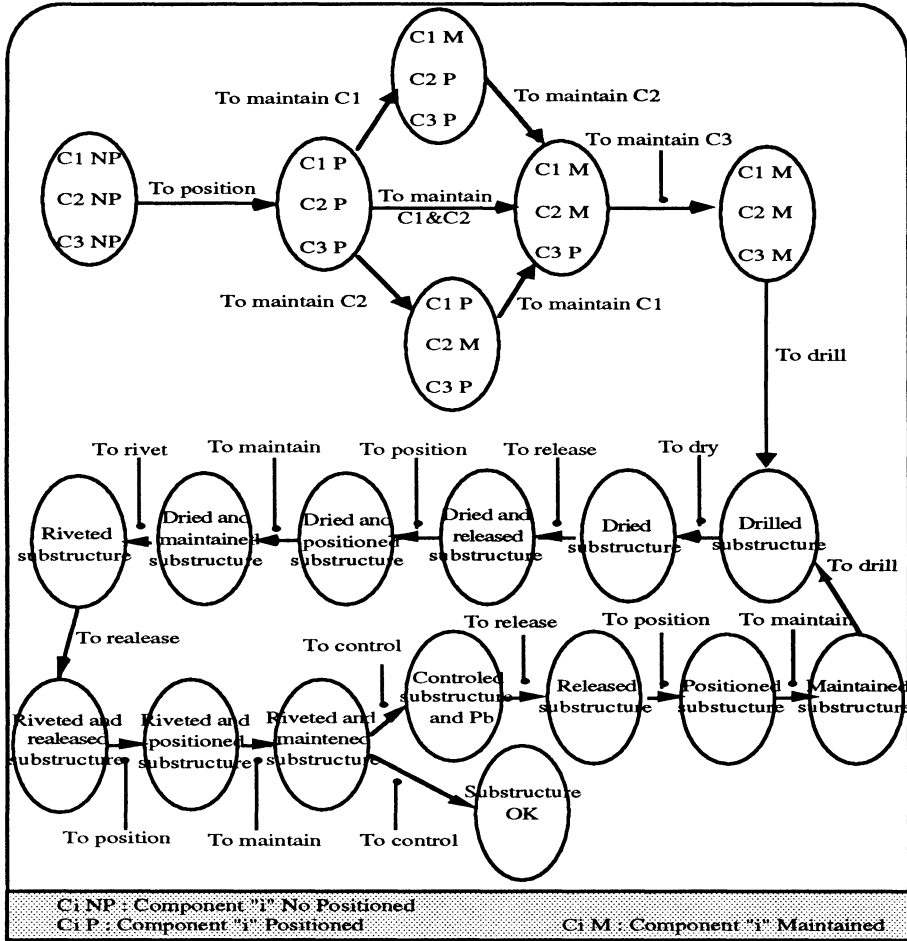 C1 M
C2 P
C3 P
To maintain C1
To maintain C2
To maintain C3
C1 NP
C2 NP
C3 NP
To position
C1 P
C2 P
C3 P
To maintain
C1&C2
C1 M
C2 M
C3 P
C1 M
C2 M
C3 M
To maintain C2
C1 P
C2 M
C3 P
To maintain C1
To drill
To rivet
To maintain
To position
To release
To dry
Riveted
substructure
Dried and
maintained
substructure
Dried and
positioned
substructure
Dried and
released
substructure
Dried
substructure
Drilled
substructure
To drill
To realease
To control
To release
To position
To maintain
Riveted and
realeased
substructure
Riveted and
positioned
substructure
Riveted and
maintened
substructure
Controled
substructure
and Pb
Released
substructure
Positioned
substucture
Maintained
substructure
Substructure
OK
To position
To maintain
To control
Ci NP : Component "i" No Positioned
Ci P : Component "i" Positioned
Ci M : Component "i" Maintained